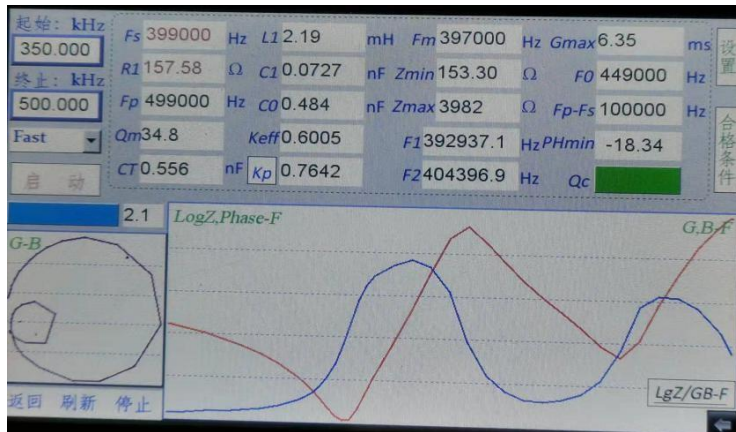 起始: kHz
350.000
终止: kHz
500.000
Fast
启 动
Fs 399000 Hz L1 2.19 mH Fm 397000 Hz Gmax 6.35 ms
R1 157.58 Ω C1 0.0727 nF Zmin 153.30 Ω F0 449000 Hz
Fp 499000 Hz C0 0.484 nF Zmax 3982 Ω Fp-Fs 100000 Hz
Qm 34.8 Keff 0.6005 F1 392937.1 Hz PHmin -18.34
CT 0.556 nF Kp 0.7642 F2 404396.9 Hz Qc
设置
合格条件
2.1
G-B
LogZ,Phase-F
G,B-F
LgZ/GB-F
返回 刷新 停止